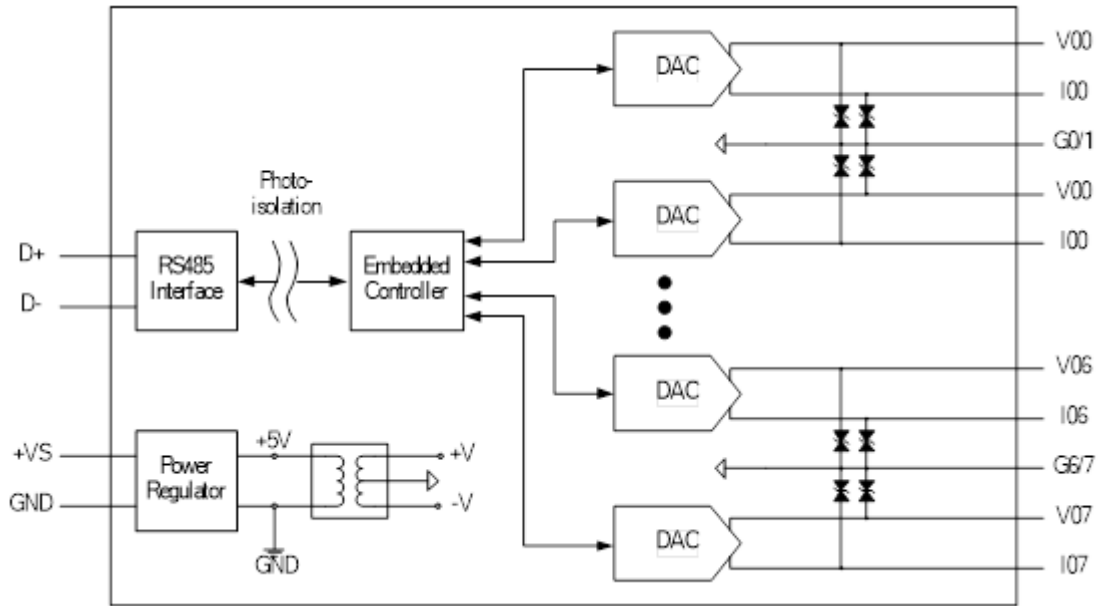 DAC
V00
I00
G0/1
Photo-
isolation
DAC
V00
I00
D+
D-
RS485
Interface
Embedded
Controller
DAC
V06
I06
+VS
GND
Power
Regulator
+5V
+V
-V
GND
G6/7
DAC
V07
I07